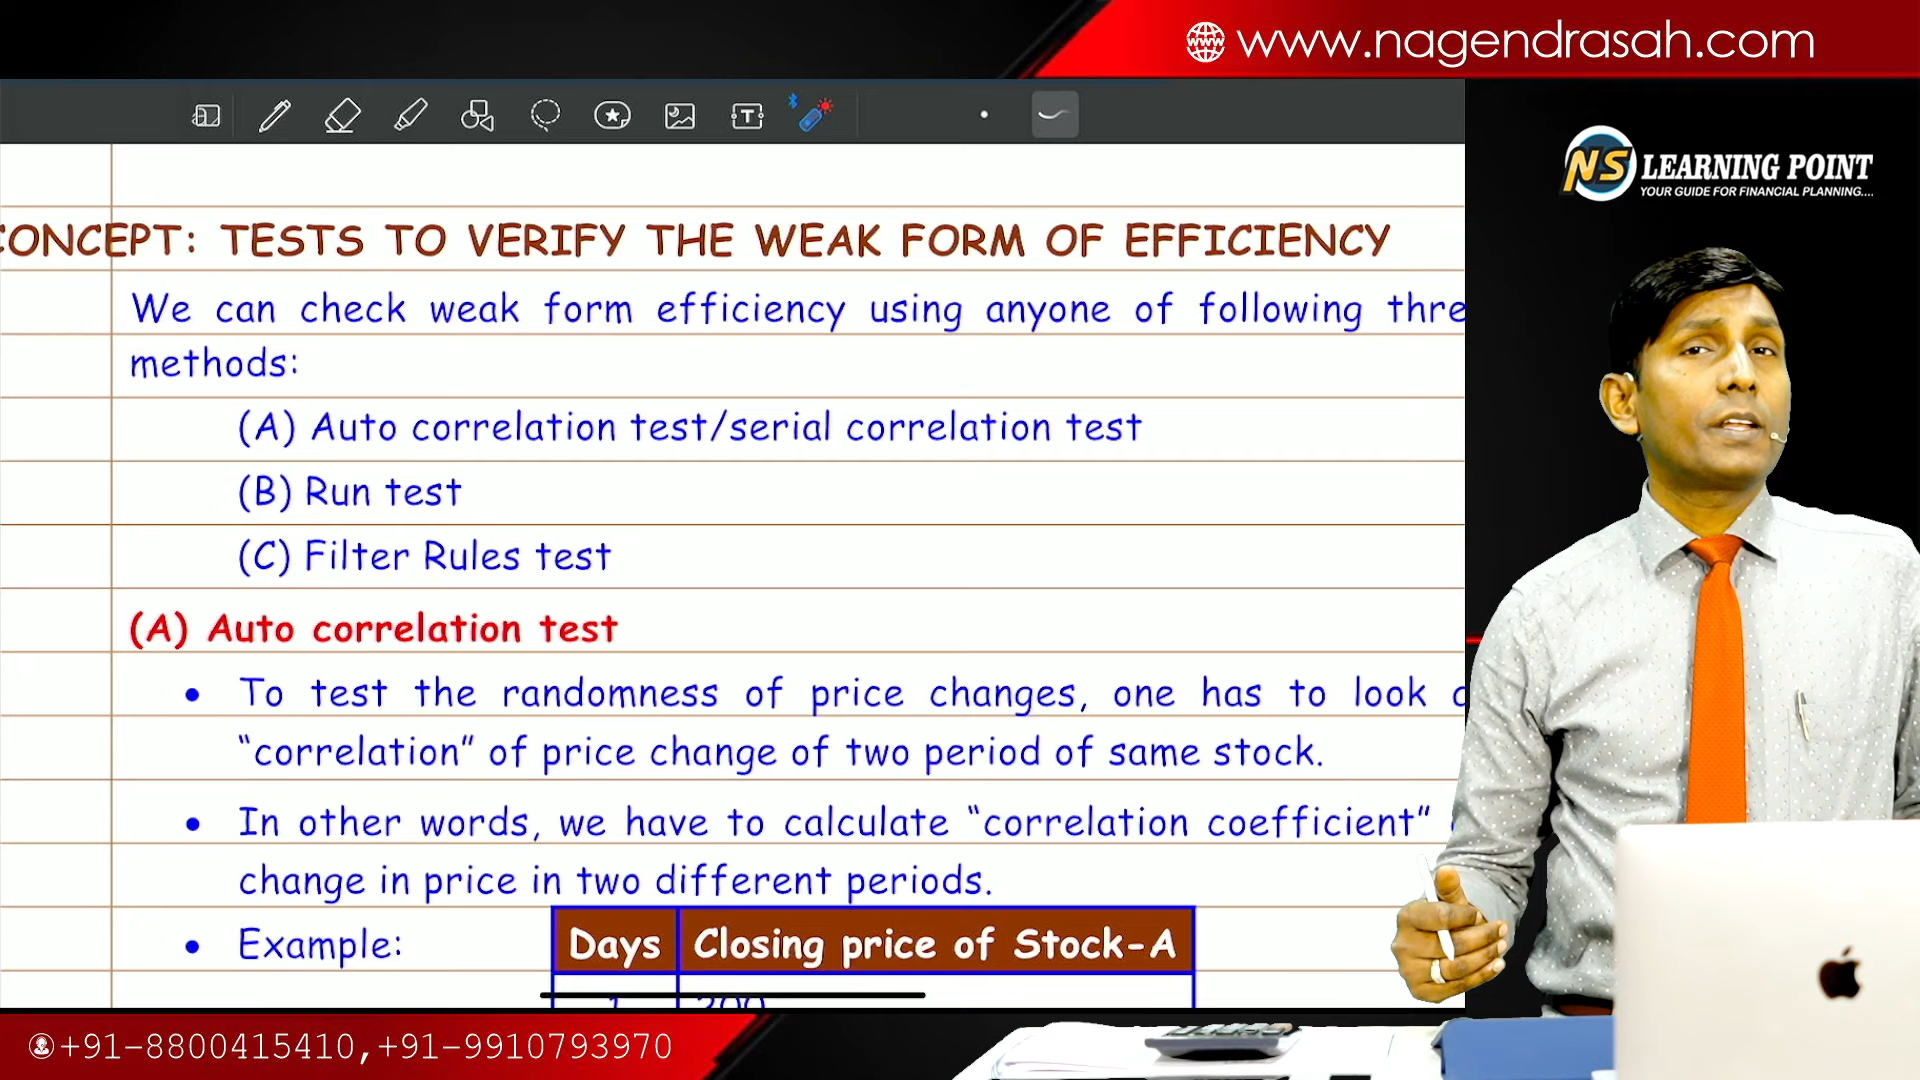 www.nagendrasah.com
NS LEARNING POINT
YOUR GUIDE FOR FINANCIAL PLANNING....
CONCEPT: TESTS TO VERIFY THE WEAK FORM OF EFFICIENCY
We can check weak form efficiency using anyone of following thre
methods:
(A) Auto correlation test/serial correlation test
(B) Run test
(C) Filter Rules test
(A) Auto correlation test
• To test the randomness of price changes, one has to look
“correlation” of price change of two period of same stock.
• In other words, we have to calculate “correlation coefficient”
change in price in two different periods.
• Example:
Days Closing price of Stock-A
+91-8800415410,+91-9910793970